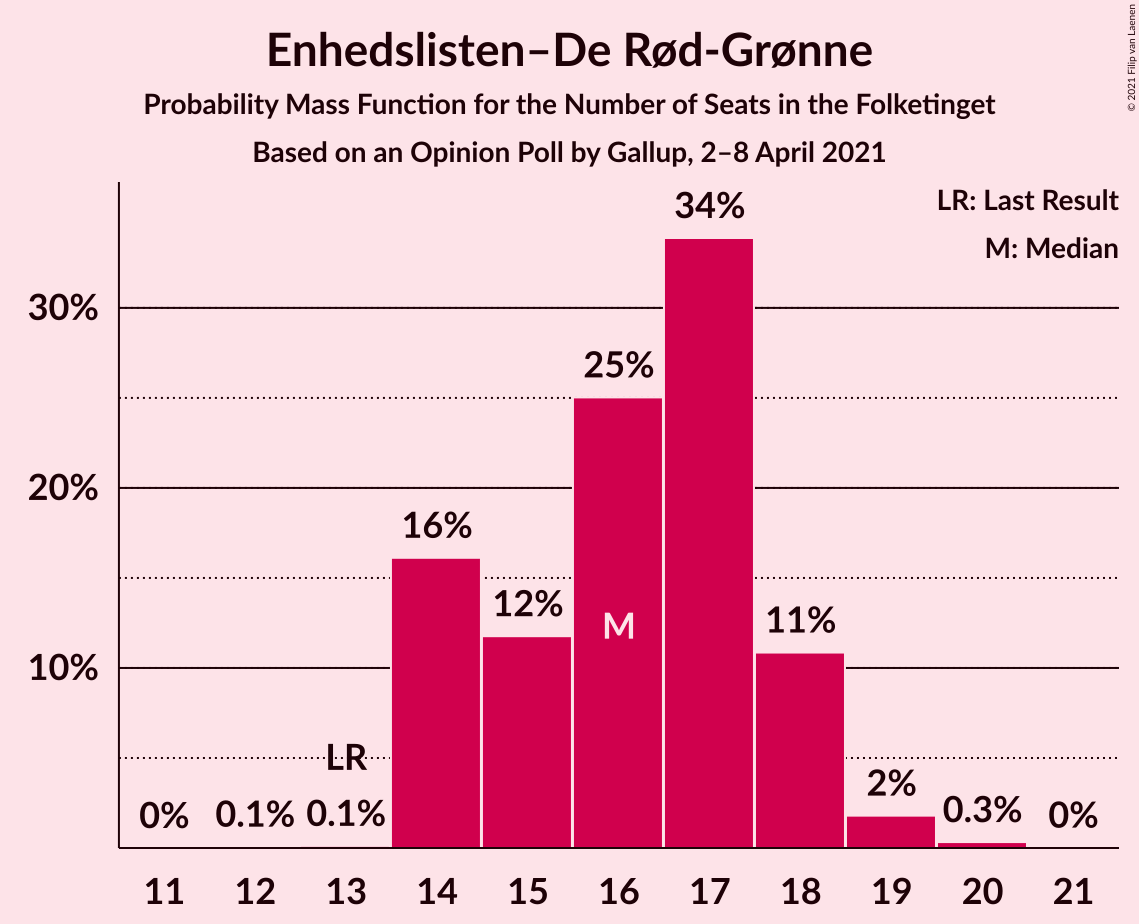 Enhedslisten–De Rød-Grønne
Probability Mass Function for the Number of Seats in the Folketinget
Based on an Opinion Poll by Gallup, 2–8 April 2021
© 2021 Filip van Laenen
LR: Last Result
M: Median
34%
30%
25%
20%
16%
12%
M
11%
10%
LR
0%
0.1%
0.1%
2%
0.3%
0%
11 12 13 14 15 16 17 18 19 20 21